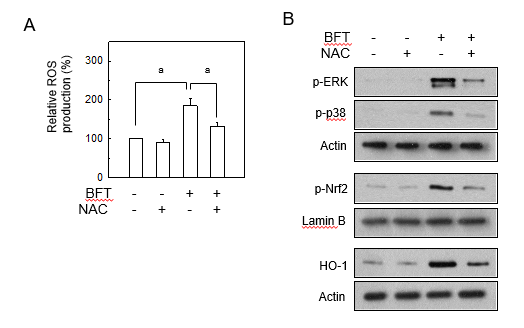 A
Relative ROS
production (%)
300
200
100
0
a
a
BFT - - + +
NAC - + - +
B
BFT - - + +
NAC - + - +
p-ERK
p-p38
Actin
p-Nrf2
Lamin B
HO-1
Actin